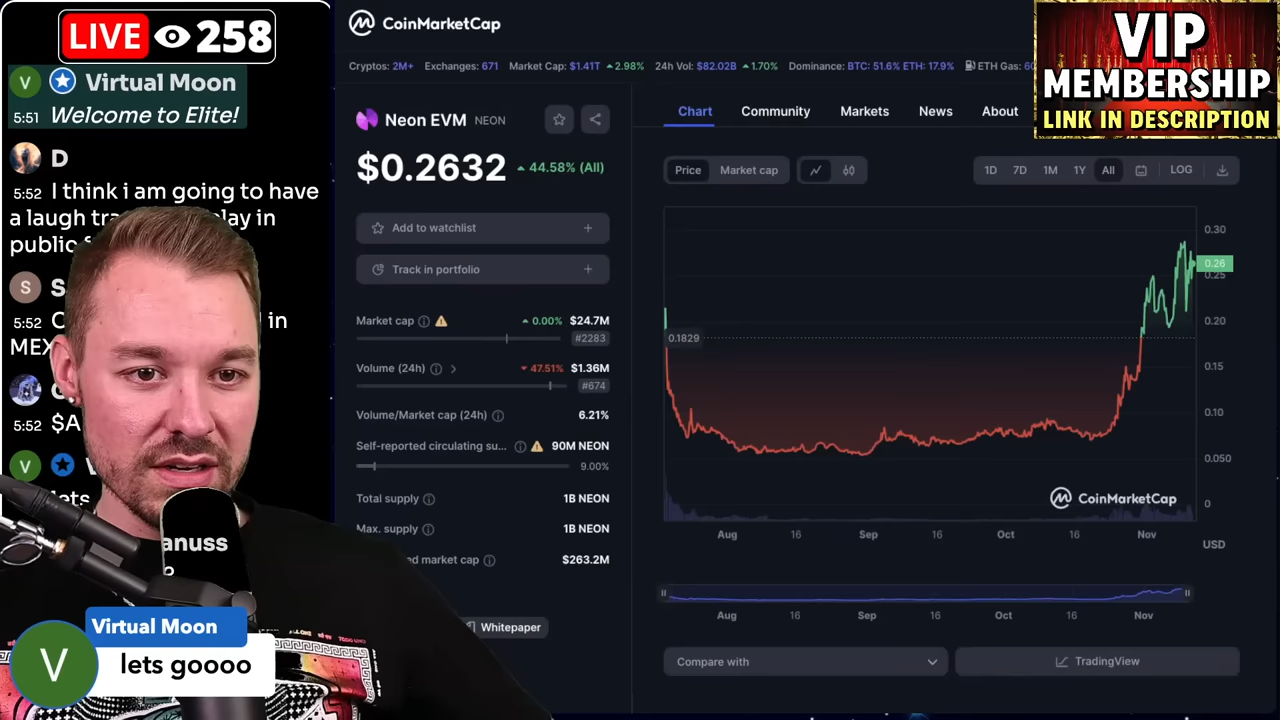 LIVE 258
V Virtual Moon
5:51 Welcome to Elite!
D
5:52 I think i am going to have
a laugh tra lay in
public f
S S
5:52 in
MEX
5:52 $A
V
lets
anuss
Virtual Moon
V lets goooo
CoinMarketCap
Cryptos: 2M+ Exchanges: 671 Market Cap: $1.41T 2.98% 24h Vol: $82.02B 1.70% Dominance: BTC: 51.6% ETH: 17.9% ETH Gas:
VIP
MEMBERSHIP
LINK IN DESCRIPTION
Neon EVM NEON
$0.2632 44.58% (All)
Add to watchlist +
Track in portfolio +
Market cap 0.00% $24.7M
#2283
Volume (24h) 47.51% $1.36M
#674
Volume/Market cap (24h) 6.21%
Self-reported circulating su... 90M NEON
9.00%
Total supply 1B NEON
Max. supply 1B NEON
ed market cap $263.2M
Whitepaper
Chart Community Markets News About
Price Market cap 1D 7D 1M 1Y All LOG
0.30
0.26
0.25
0.20
0.1829
0.15
0.10
0.050
0
CoinMarketCap
Aug 16 Sep 16 Oct 16 Nov
USD
Aug 16 Sep 16 Oct 16 Nov
Compare with TradingView